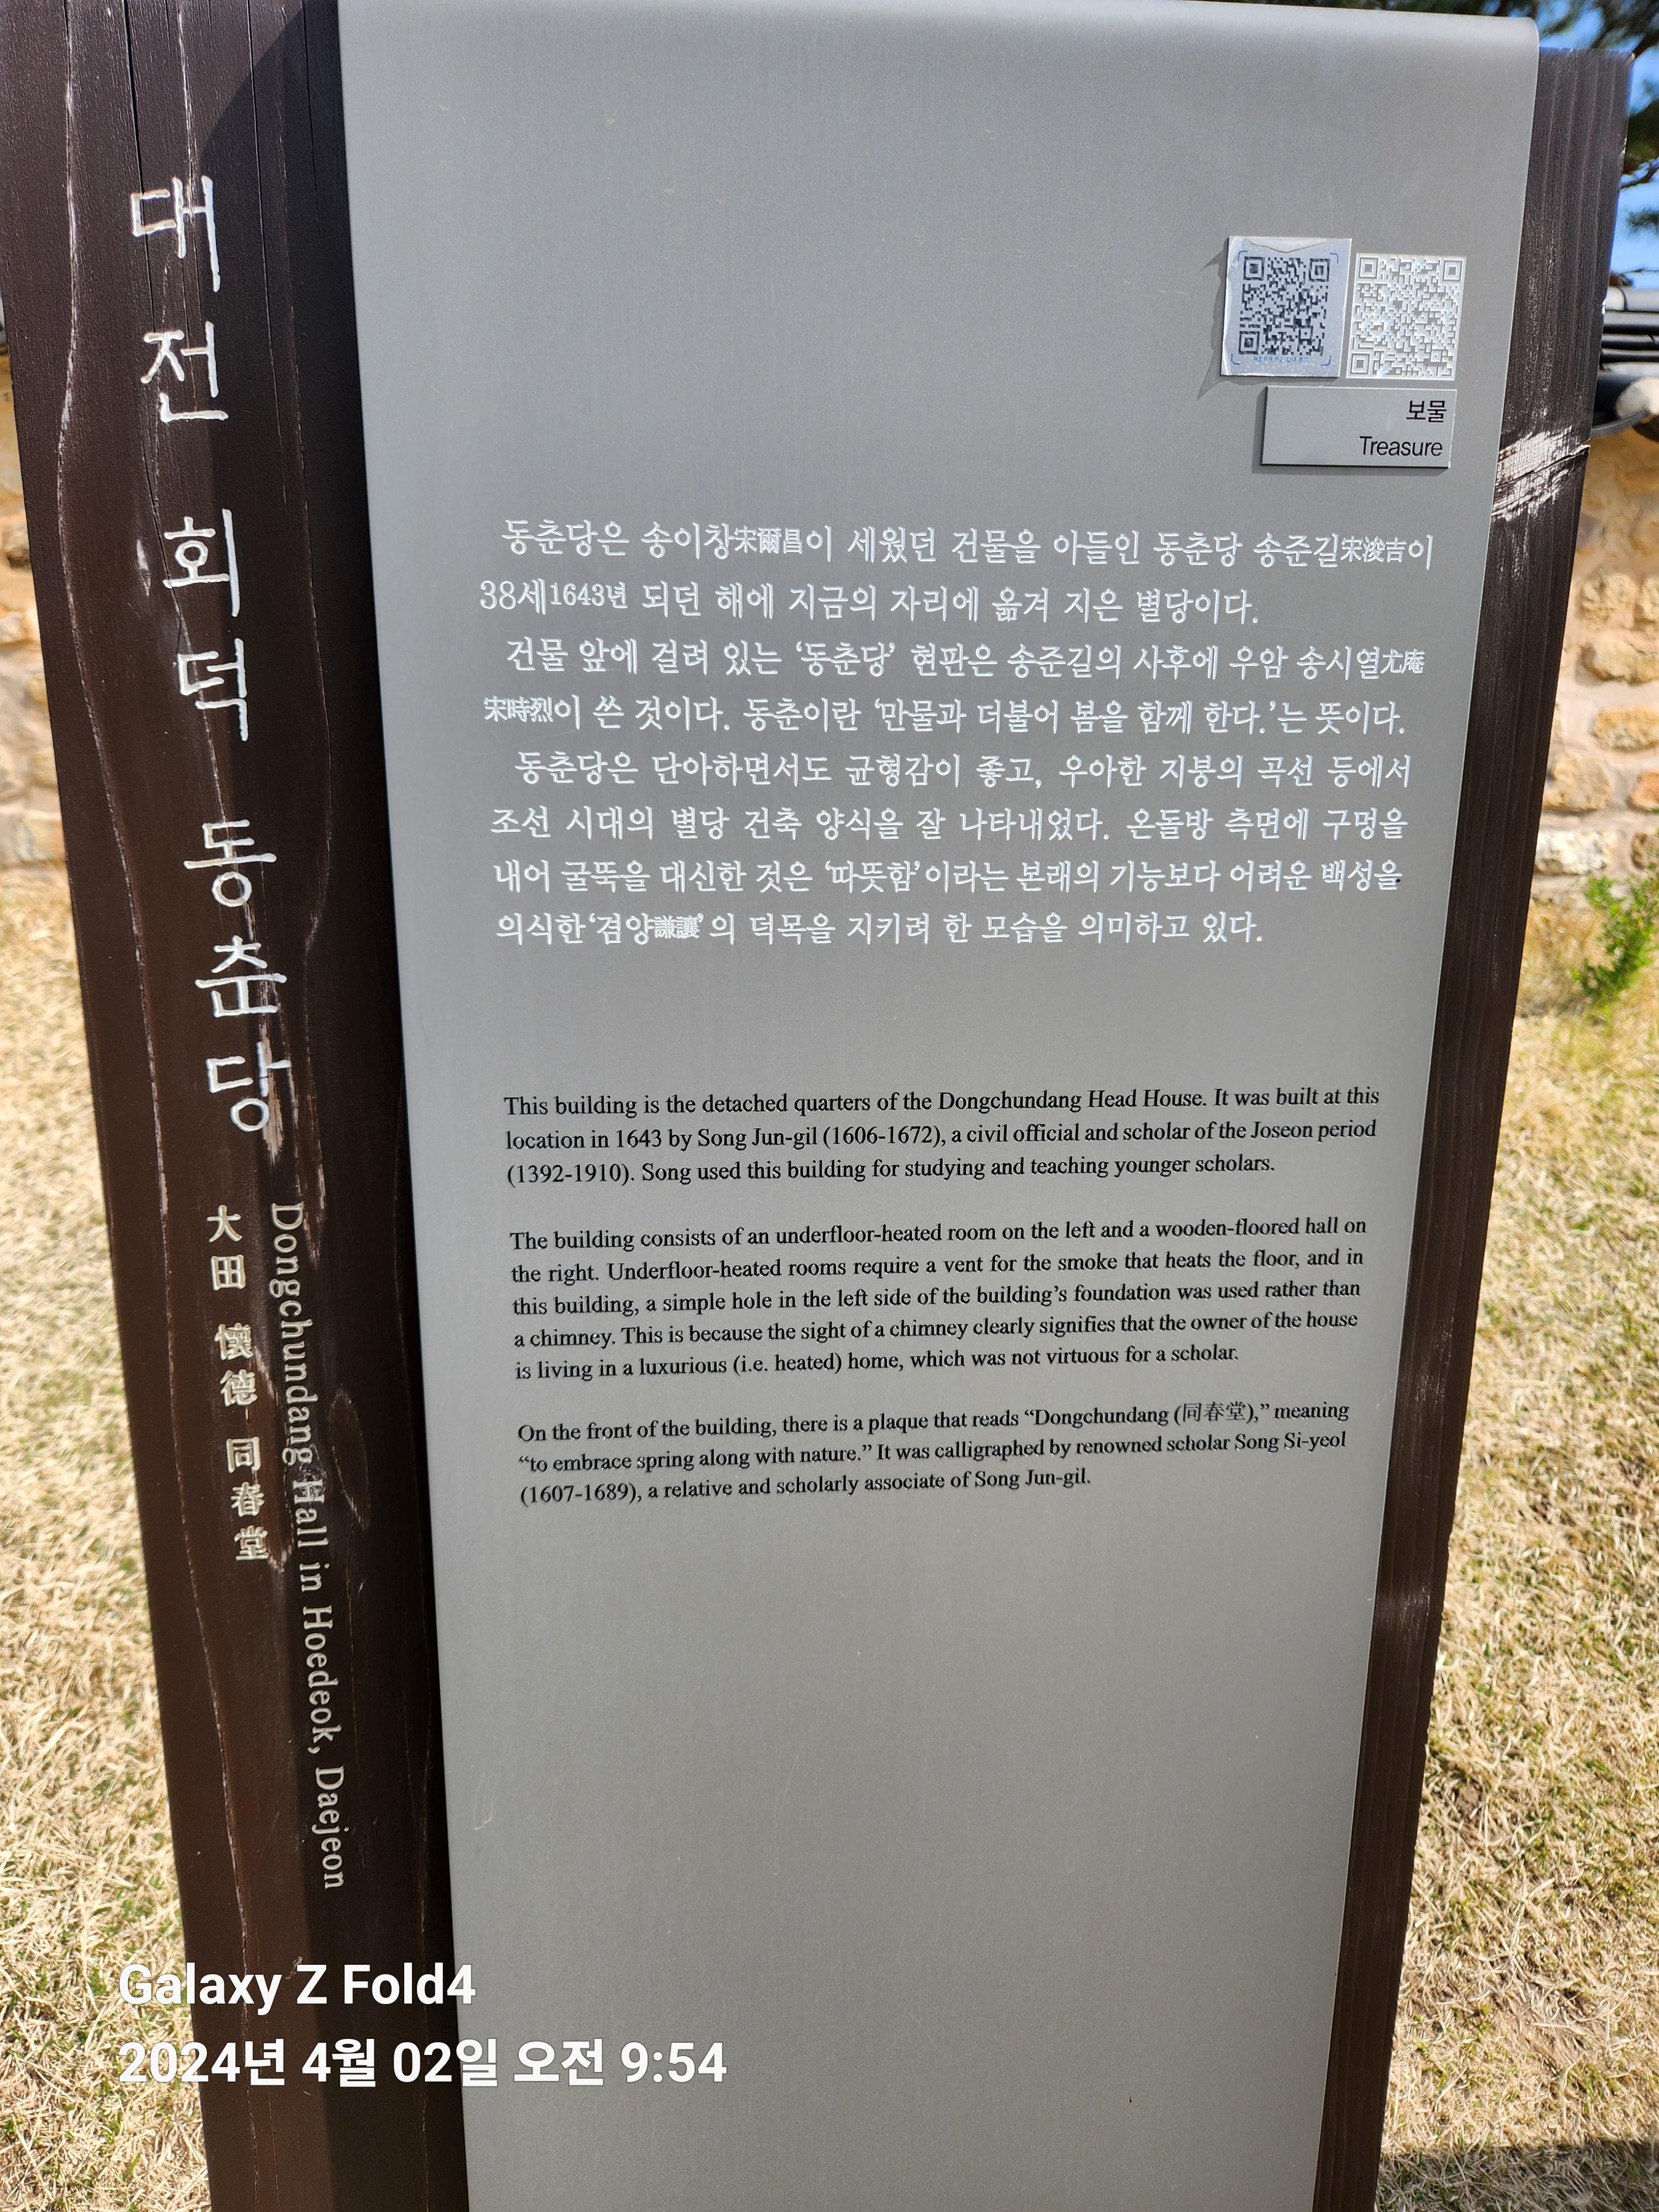 대전 회덕 동춘당
大田 懷德 同春堂
Dongchundang Hall in Hoedeok, Daejeon
보물
Treasure
동춘당은 송이창宋爾昌이 세웠던 건물을 아들인 동춘당 송준길宋浚吉이
38세1643년 되던 해에 지금의 자리에 옮겨 지은 별당이다.
건물 앞에 걸려 있는 ‘동춘당’ 현판은 송준길의 사후에 우암 송시열尤庵
宋時烈이 쓴 것이다. 동춘이란 ‘만물과 더불어 봄을 함께 한다.’는 뜻이다.
동춘당은 단아하면서도 균형감이 좋고, 우아한 지붕의 곡선 등에서
조선 시대의 별당 건축 양식을 잘 나타내었다. 온돌방 측면에 구멍을
내어 굴뚝을 대신한 것은 ‘따뜻함’이라는 본래의 기능보다 어려운 백성을
의식한 ‘겸양謙讓’의 덕목을 지키려 한 모습을 의미하고 있다.
This building is the detached quarters of the Dongchundang Head House. It was built at this
location in 1643 by Song Jun-gil (1606-1672), a civil official and scholar of the Joseon period
(1392-1910). Song used this building for studying and teaching younger scholars.
The building consists of an underfloor-heated room on the left and a wooden-floored hall on
the right. Underfloor-heated rooms require a vent for the smoke that heats the floor, and in
this building, a simple hole in the left side of the building’s foundation was used rather than
a chimney. This is because the sight of a chimney clearly signifies that the owner of the house
is living in a luxurious (i.e. heated) home, which was not virtuous for a scholar.
On the front of the building, there is a plaque that reads “Dongchundang (同春堂),” meaning
“to embrace spring along with nature.” It was calligraphed by renowned scholar Song Si-yeol
(1607-1689), a relative and scholarly associate of Song Jun-gil.
Galaxy Z Fold4
2024년 4월 02일 오전 9:54